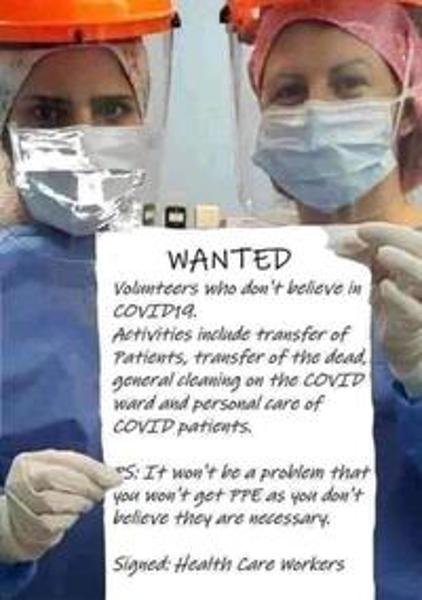 WANTED
Volunteers who don't believe in
COVID19.
Activities include transfer of
Patients, transfer of the dead,
general cleaning on the COVID
ward and personal care of
COVID patients.
PS: It won't be a problem that
you won't get PPE as you don't
believe they are necessary.
Signed: Health Care Workers